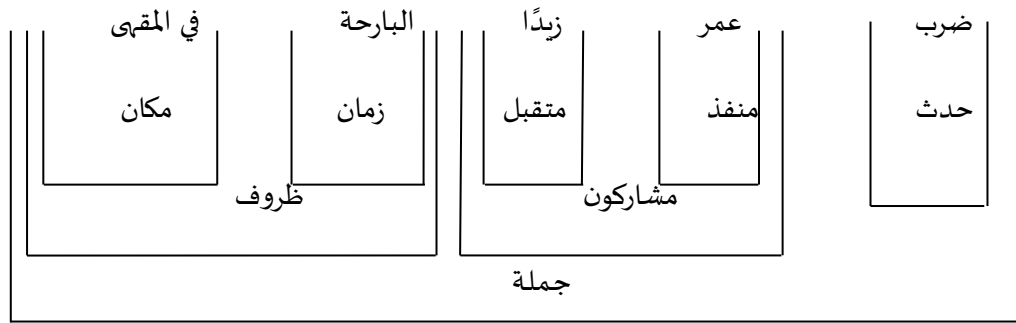 ضرب عمر زيدًا البارحة في المقهى
حدث منفذ متقبل زمان مكان
مشاركون ظروف
جملة